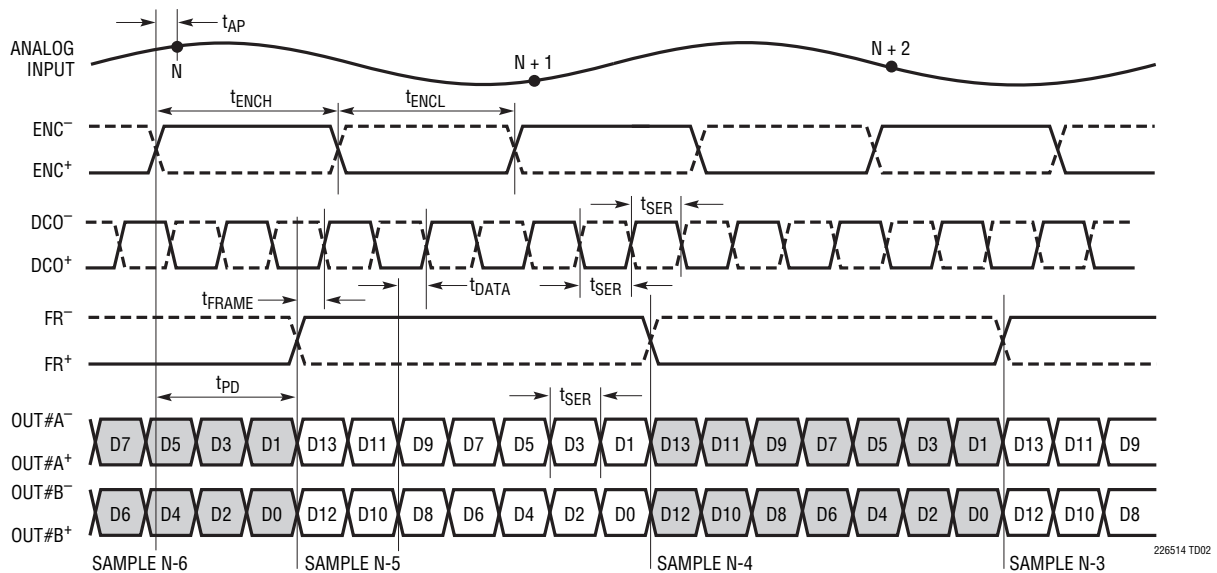 tAP
ANALOG
INPUT
N
N + 1
N + 2
tENCH
tENCL
ENC–
ENC+
DCO–
DCO+
tSER
tFRAME
tDATA
tSER
FR–
FR+
tPD
tSER
OUT#A–
OUT#A+
D7 D5 D3 D1 D13 D11 D9 D7 D5 D3 D1 D13 D11 D9 D7 D5 D3 D1 D13 D11 D9
OUT#B–
OUT#B+
D6 D4 D2 D0 D12 D10 D8 D6 D4 D2 D0 D12 D10 D8 D6 D4 D2 D0 D12 D10 D8
SAMPLE N-6
SAMPLE N-5
SAMPLE N-4
SAMPLE N-3
226514 TD02